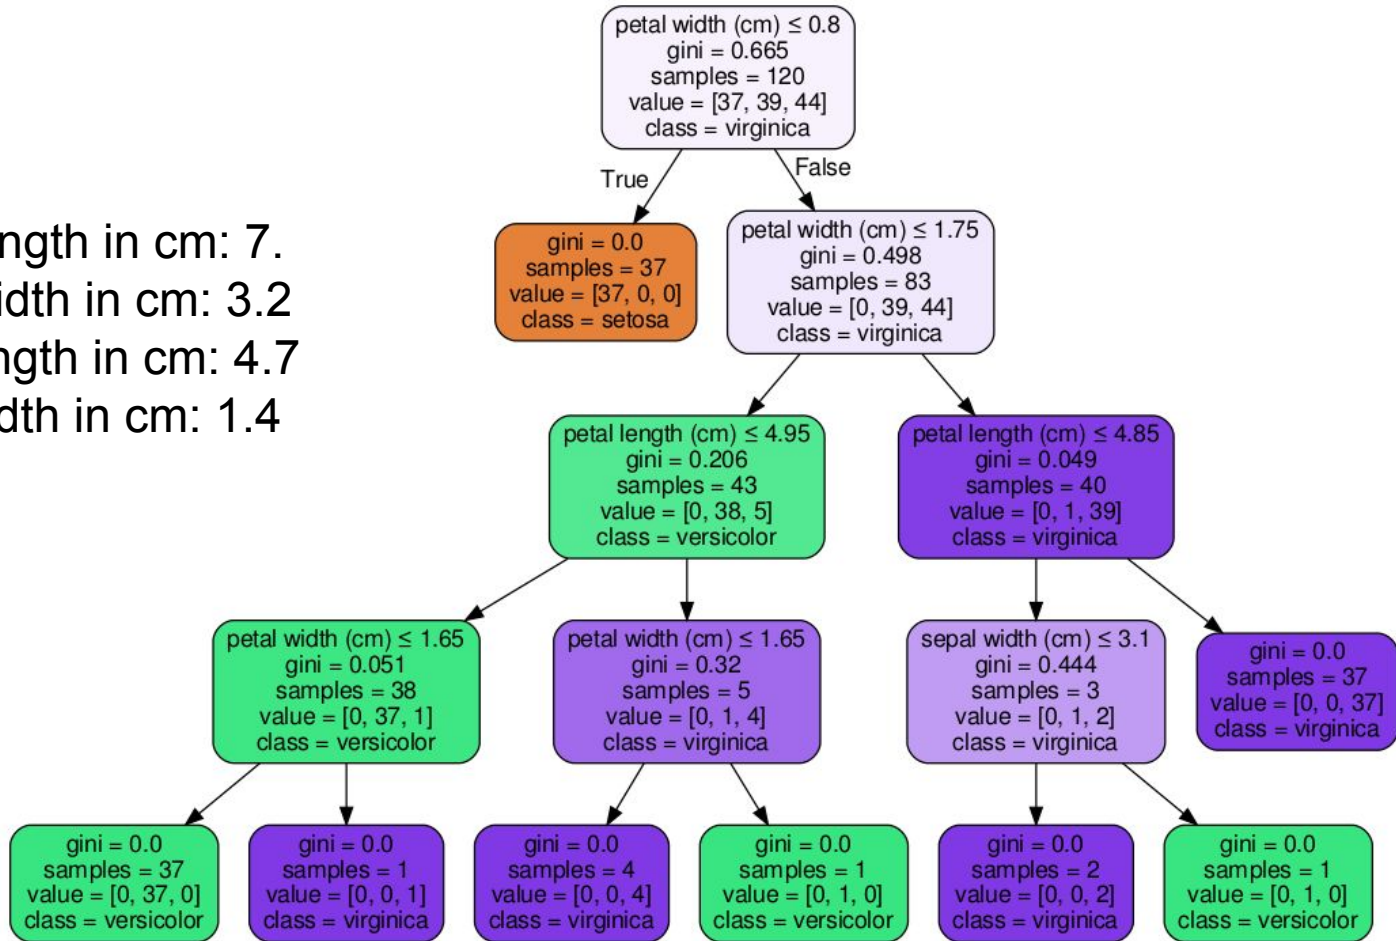 petal width (cm) ≤ 0.8
gini = 0.665
samples = 120
value = [37, 39, 44]
class = virginica
True
False
ngth in cm: 7.
idth in cm: 3.2
ngth in cm: 4.7
dth in cm: 1.4
gini = 0.0
samples = 37
value = [37, 0, 0]
class = setosa
petal width (cm) ≤ 1.75
gini = 0.498
samples = 83
value = [0, 39, 44]
class = virginica
petal length (cm) ≤ 4.95
gini = 0.206
samples = 43
value = [0, 38, 5]
class = versicolor
petal length (cm) ≤ 4.85
gini = 0.049
samples = 40
value = [0, 1, 39]
class = virginica
petal width (cm) ≤ 1.65
gini = 0.051
samples = 38
value = [0, 37, 1]
class = versicolor
petal width (cm) ≤ 1.65
gini = 0.32
samples = 5
value = [0, 1, 4]
class = virginica
sepal width (cm) ≤ 3.1
gini = 0.444
samples = 3
value = [0, 1, 2]
class = virginica
gini = 0.0
samples = 37
value = [0, 0, 37]
class = virginica
gini = 0.0
samples = 37
value = [0, 37, 0]
class = versicolor
gini = 0.0
samples = 1
value = [0, 0, 1]
class = virginica
gini = 0.0
samples = 4
value = [0, 0, 4]
class = virginica
gini = 0.0
samples = 1
value = [0, 1, 0]
class = versicolor
gini = 0.0
samples = 2
value = [0, 0, 2]
class = virginica
gini = 0.0
samples = 1
value = [0, 1, 0]
class = versicolor